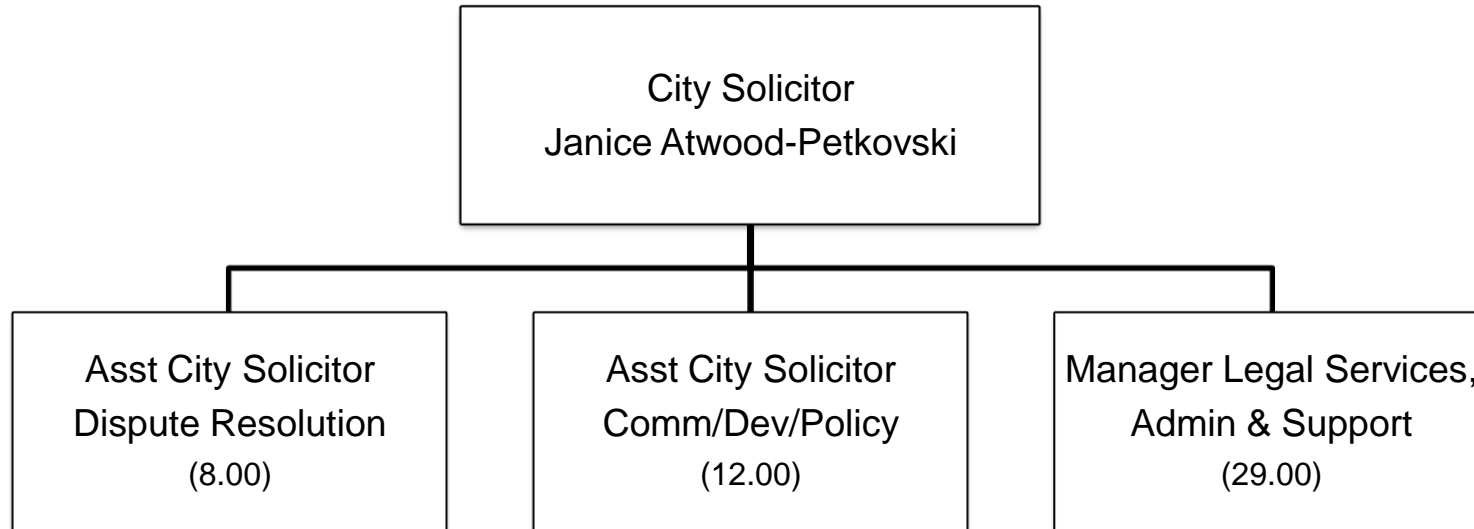 City Solicitor
Janice Atwood-Petkovski
Asst City Solicitor
Dispute Resolution
(8.00)
Asst City Solicitor
Comm/Dev/Policy
(12.00)
Manager Legal Services,
Admin & Support
(29.00)